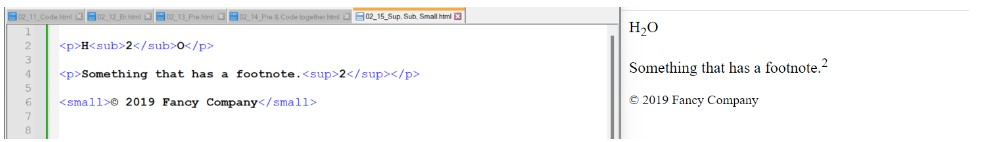 02_11_Code.html
02_12_Br.html
02_13_Pre.html
02_14_Pre & Code together.html
02_15_Sup, Sub, Small.html
1
2 <p>H<sub>2</sub>O</p>
3
4 <p>Something that has a footnote.<sup>2</sup></p>
5
6 <small>© 2019 Fancy Company</small>
7
8
H₂O
Something that has a footnote.²
© 2019 Fancy Company